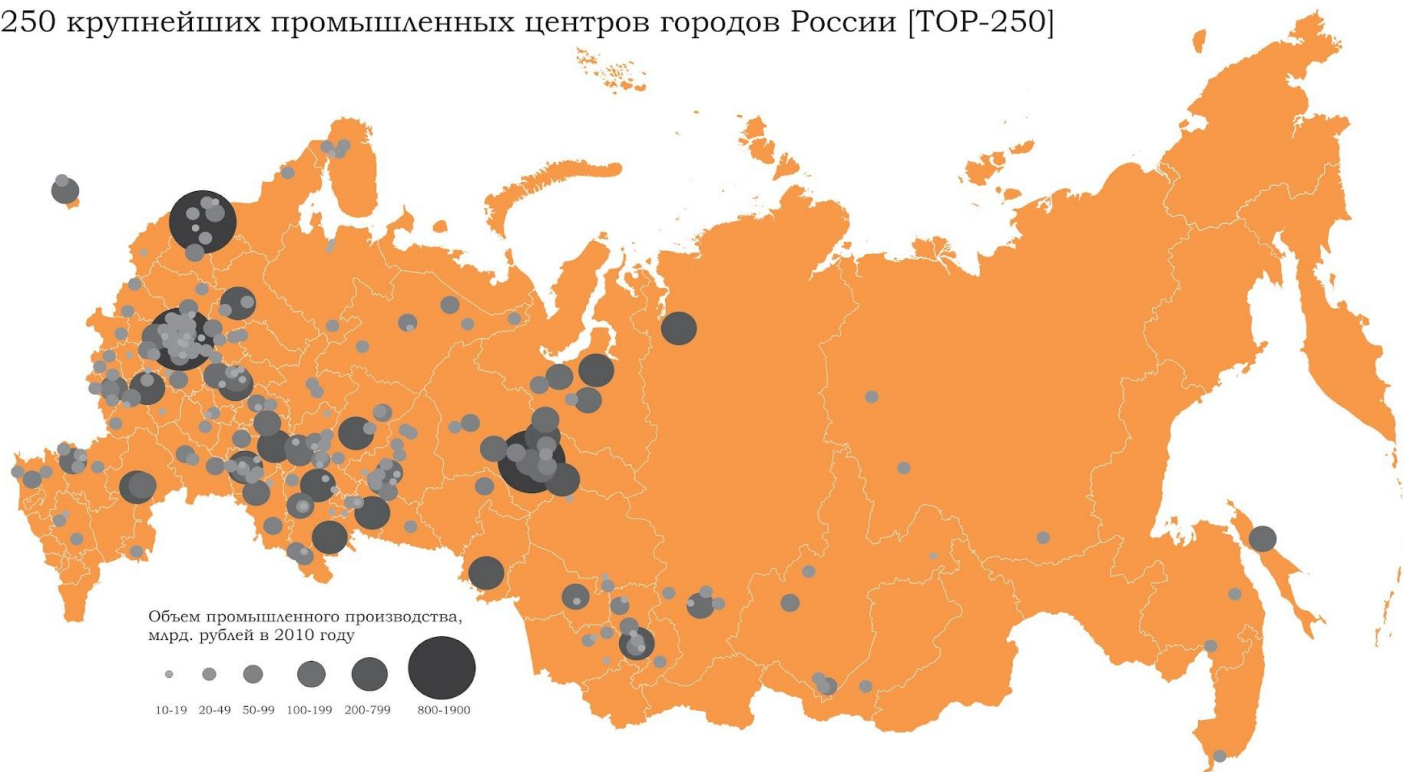 250 крупнейших промышленных центров городов России [TOP-250]
Объем промышленного производства,
млрд. рублей в 2010 году
10-19 20-49 50-99 100-199 200-799 800-1900